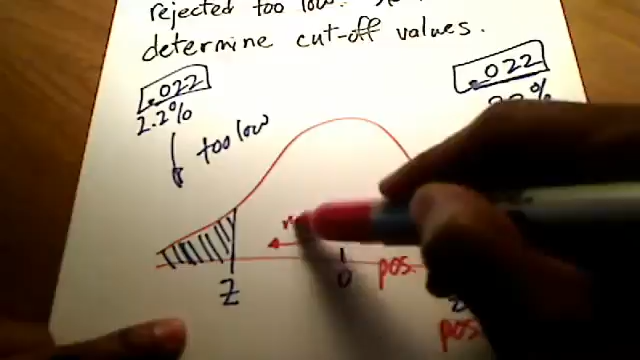 rejected too low.
determine cut-off values.
.022
2.2%
too low
.022
Z
0
pos.
pos